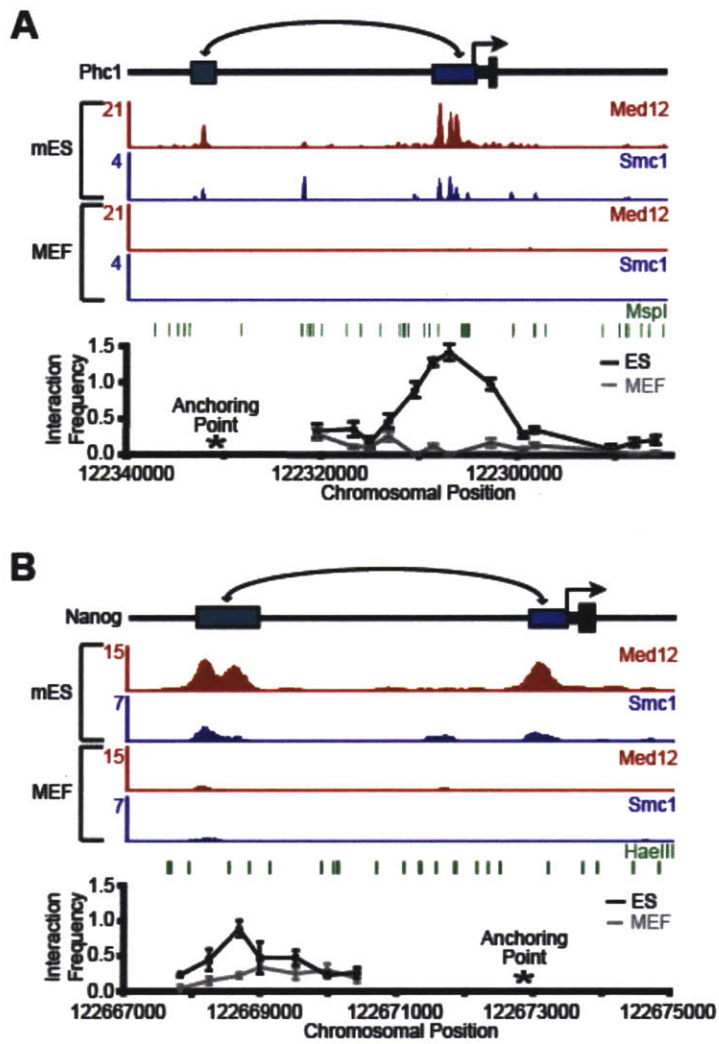 A
Phc1
21
Med12
mES
4
Smc1
21
Med12
MEF
4
Smc1
MspI
1.5
1.0
0.5
0.0
Interaction
Frequency
Anchoring
Point
*
ES
MEF
122340000 122320000 122300000
Chromosomal Position
B
Nanog
15
Med12
mES
7
Smc1
15
Med12
MEF
7
Smc1
HaeIII
1.5
1.0
0.5
0.0
Interaction
Frequency
Anchoring
Point
*
ES
MEF
122667000 122669000 122671000 122673000 122675000
Chromosomal Position